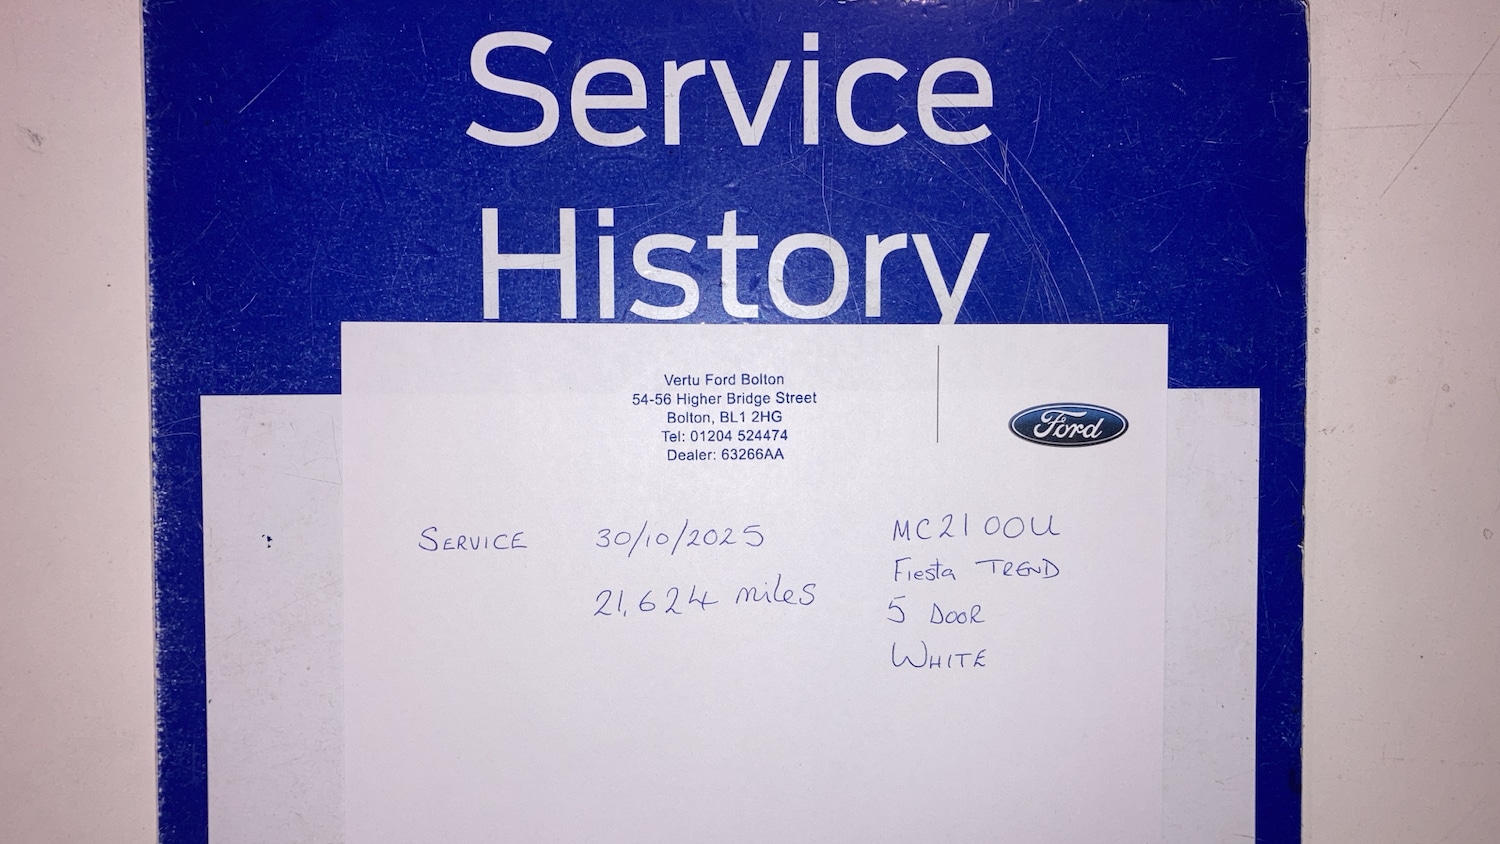 Service
History
Vertu Ford Bolton
54-56 Higher Bridge Street
Bolton, BL1 2HG
Tel: 01204 524474
Dealer: 63266AA
Ford
SERVICE 30/10/2025
21,624 miles
MC21 OOU
Fiesta TREND
5 DOOR
WHITE